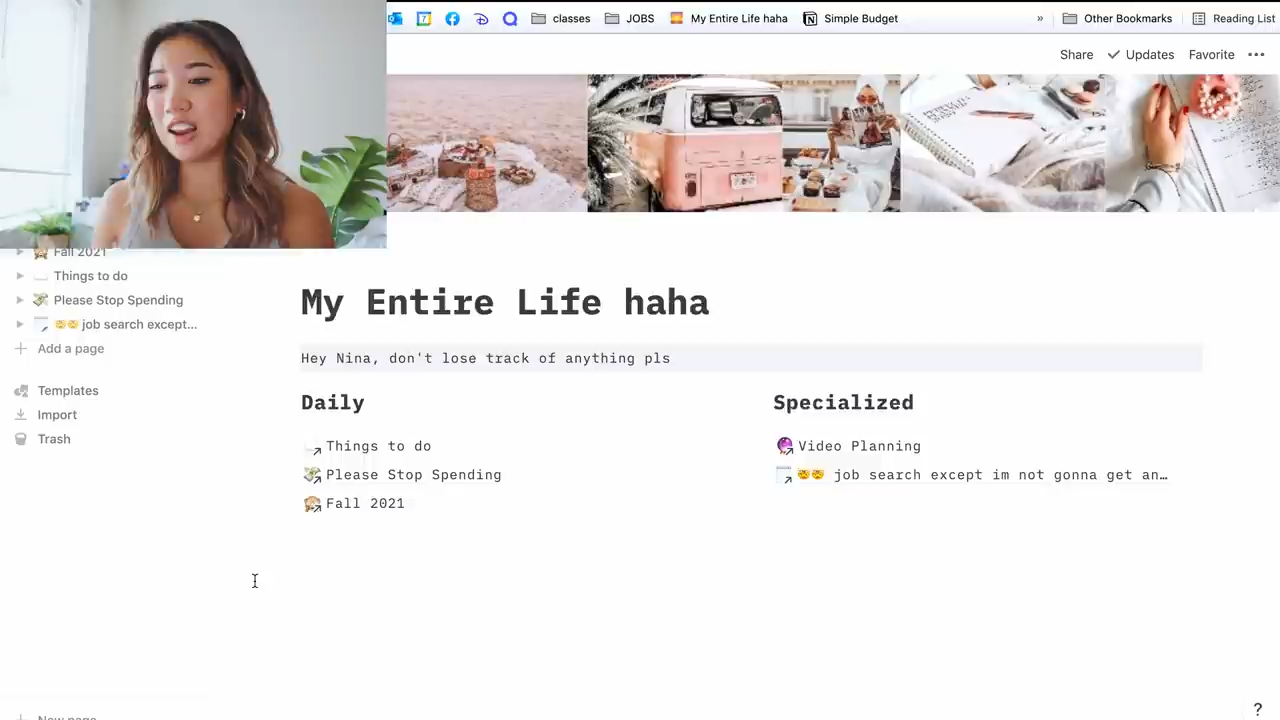 classes JOBS My Entire Life haha Simple Budget » Other Bookmarks Reading List
Share Updates Favorite
Fall 2021
Things to do
Please Stop Spending
job search except...
Add a page
Templates
Import
Trash
My Entire Life haha
Hey Nina, don't lose track of anything pls
Daily
Things to do
Please Stop Spending
Fall 2021
Specialized
Video Planning
job search except im not gonna get an…
New page
?